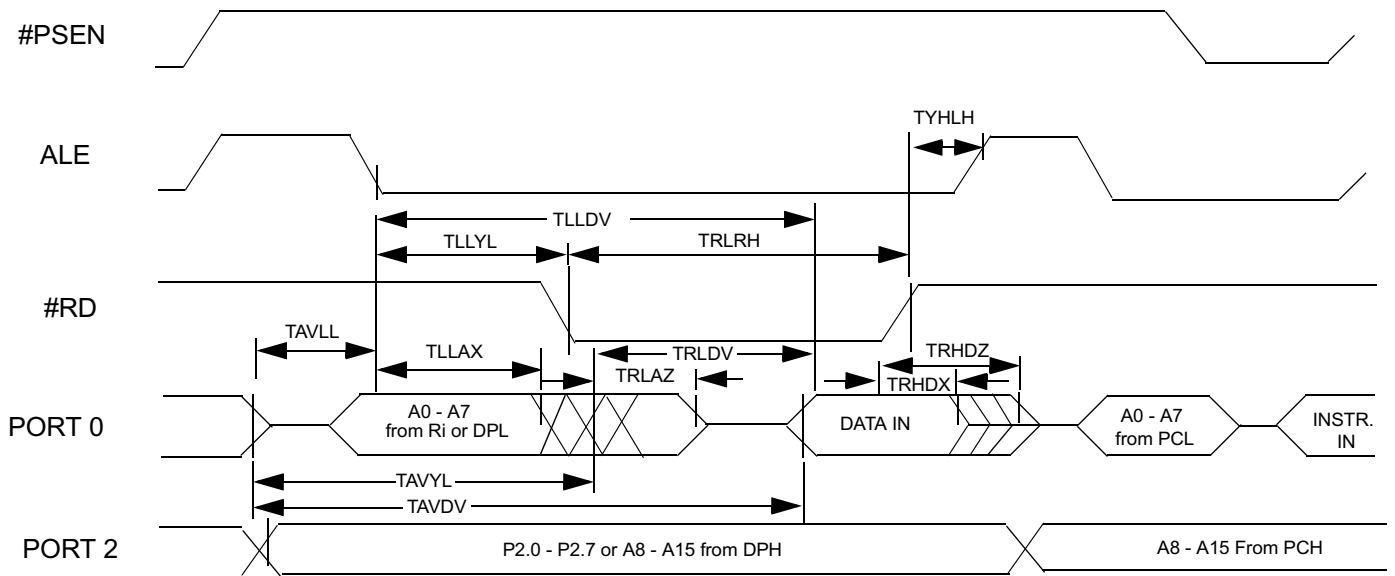 #PSEN
TYHLH
ALE
TLLDV
TLLYL
TRLRH
#RD
TAVLL
TLLAX
TRLDV
TRHDZ
TRLAZ
TRHDX
PORT 0
A0 - A7
from Ri or DPL
DATA IN
A0 - A7
from PCL
INSTR.
IN
TAVYL
TAVDV
PORT 2
P2.0 - P2.7 or A8 - A15 from DPH
A8 - A15 From PCH